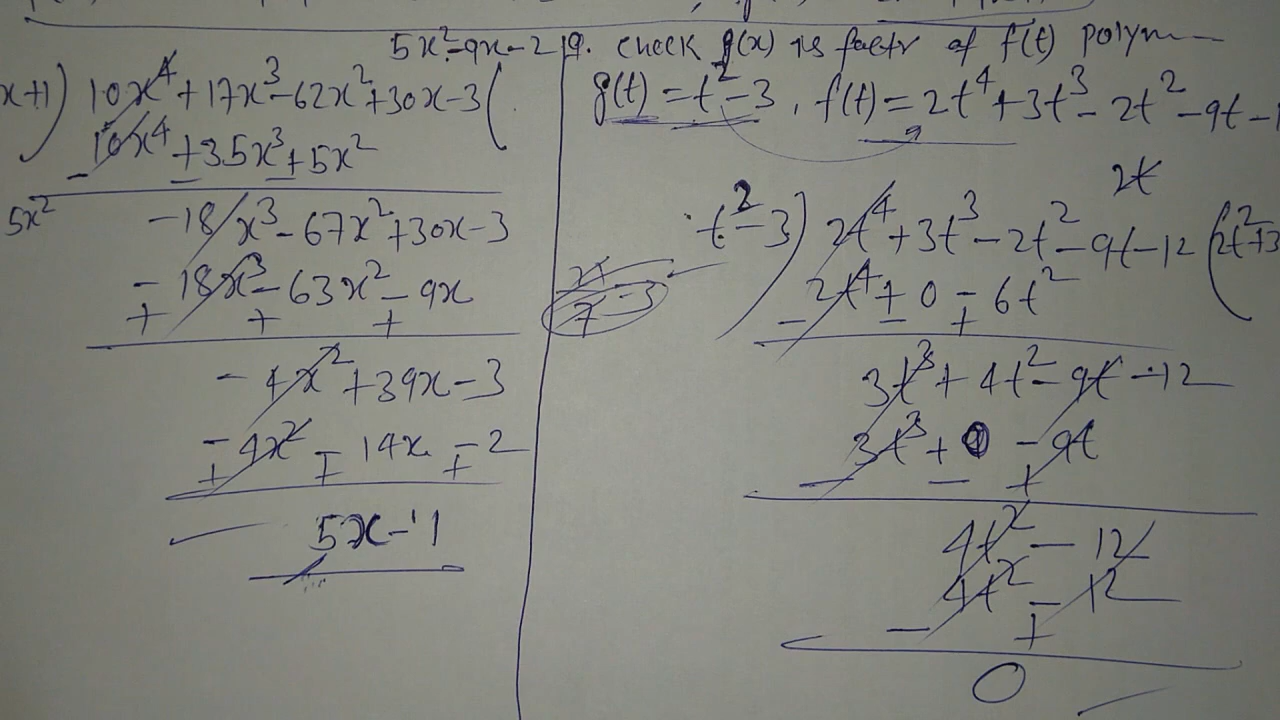 5x²-9x-2
x+1) 10x⁴+17x³-62x²+30x-3(
10x⁴+35x³+5x²
- - -
5x² -18x³-67x²+30x-3
-18x³-63x²-9x
+ + +
-4x²+39x-3
-4x²-14x-2
+ + +
5x-1
9. check g(x) is factr of f(t) polym
g(t)=t²-3, f(t)=2t⁴+3t³-2t²-9t-1
2t
t²-3) 2t⁴+3t³-2t²-9t-12 (2t²+3
2t⁴+0-6t²
- - +
3t³+4t²-9t-12
3t³+0-9t
- - +
4t²-12
4t²-12
- +
0